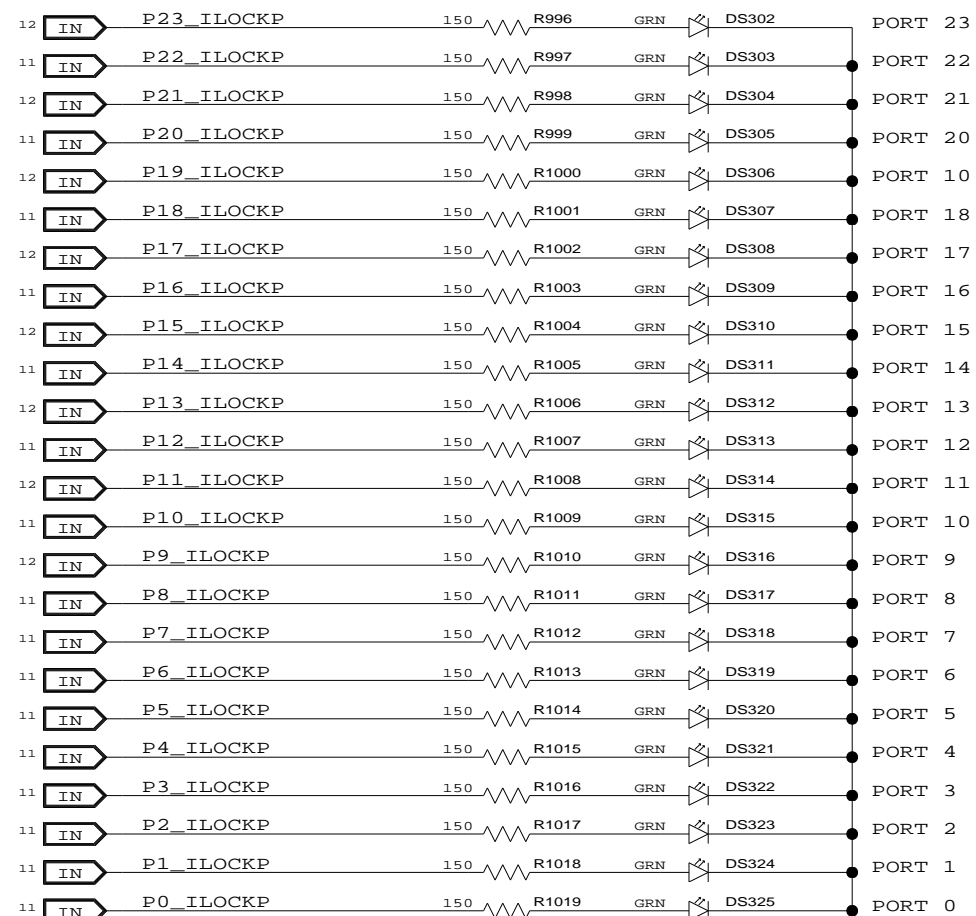 12 IN P23_ILOCKP 150 R996 GRN DS302 PORT 23
11 IN P22_ILOCKP 150 R997 GRN DS303 PORT 22
12 IN P21_ILOCKP 150 R998 GRN DS304 PORT 21
11 IN P20_ILOCKP 150 R999 GRN DS305 PORT 20
12 IN P19_ILOCKP 150 R1000 GRN DS306 PORT 10
11 IN P18_ILOCKP 150 R1001 GRN DS307 PORT 18
12 IN P17_ILOCKP 150 R1002 GRN DS308 PORT 17
11 IN P16_ILOCKP 150 R1003 GRN DS309 PORT 16
12 IN P15_ILOCKP 150 R1004 GRN DS310 PORT 15
11 IN P14_ILOCKP 150 R1005 GRN DS311 PORT 14
12 IN P13_ILOCKP 150 R1006 GRN DS312 PORT 13
11 IN P12_ILOCKP 150 R1007 GRN DS313 PORT 12
12 IN P11_ILOCKP 150 R1008 GRN DS314 PORT 11
11 IN P10_ILOCKP 150 R1009 GRN DS315 PORT 10
12 IN P9_ILOCKP 150 R1010 GRN DS316 PORT 9
11 IN P8_ILOCKP 150 R1011 GRN DS317 PORT 8
11 IN P7_ILOCKP 150 R1012 GRN DS318 PORT 7
11 IN P6_ILOCKP 150 R1013 GRN DS319 PORT 6
11 IN P5_ILOCKP 150 R1014 GRN DS320 PORT 5
11 IN P4_ILOCKP 150 R1015 GRN DS321 PORT 4
11 IN P3_ILOCKP 150 R1016 GRN DS322 PORT 3
11 IN P2_ILOCKP 150 R1017 GRN DS323 PORT 2
11 IN P1_ILOCKP 150 R1018 GRN DS324 PORT 1
11 IN P0_ILOCKP 150 R1019 GRN DS325 PORT 0